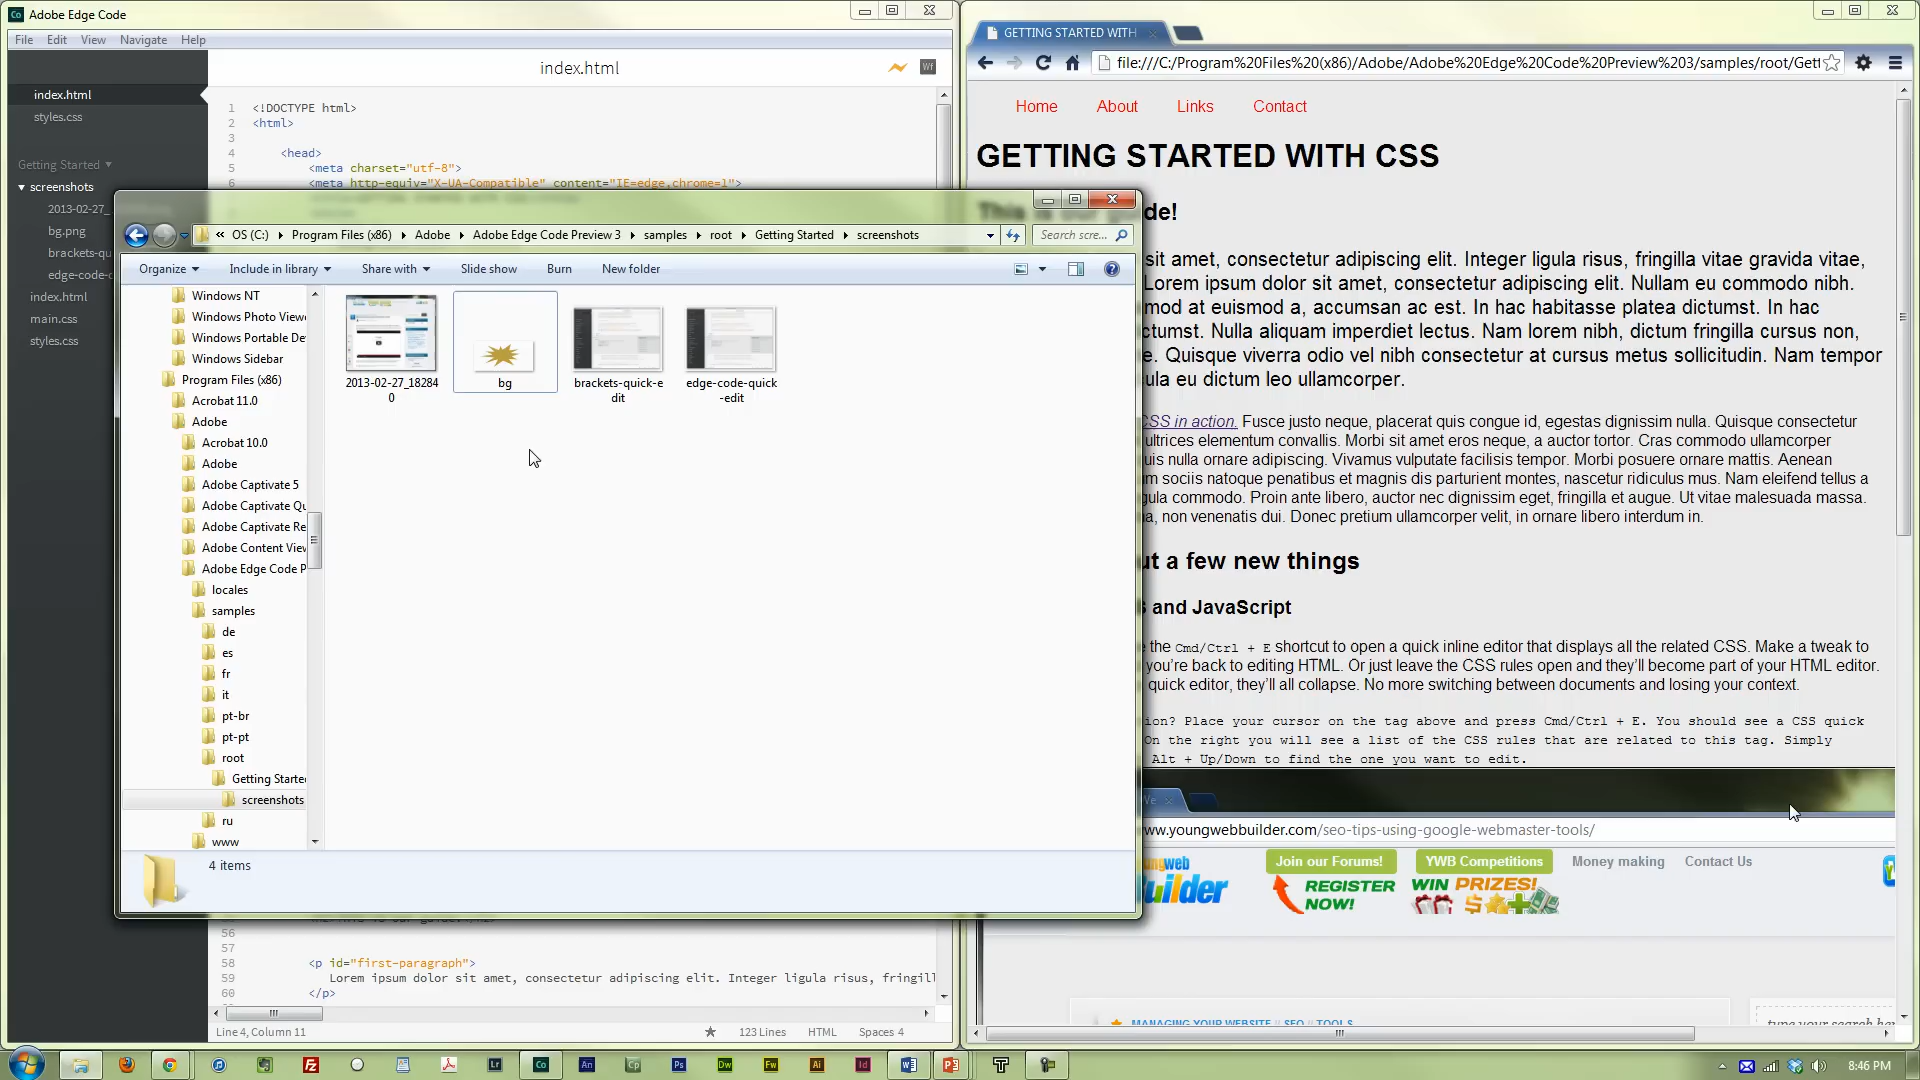 Adobe Edge Code
File Edit View Navigate Help
index.html
styles.css
Getting Started
screenshots
2013-02-27_
bg.png
brackets-qu
edge-code-
index.html
main.css
styles.css
index.html
1 <!DOCTYPE html>
2 <html>
3
4 <head>
5 <meta charset="utf-8">
6 <meta http-equiv="X-UA-Compatible" content="IE=edge,chrome=1">
« OS (C:) Program Files (x86) Adobe Adobe Edge Code Preview 3 samples root Getting Started screenshots
Search scre...
Organize Include in library Share with Slide show Burn New folder
Windows NT
Windows Photo View
Windows Portable De
Windows Sidebar
Program Files (x86)
Acrobat 11.0
Adobe
Acrobat 10.0
Adobe
Adobe Captivate 5
Adobe Captivate Qu
Adobe Captivate Re
Adobe Content View
Adobe Edge Code P
locales
samples
de
es
fr
it
pt-br
pt-pt
root
Getting Starte
screenshots
ru
www
2013-02-27_18284
0
bg
brackets-quick-e
dit
edge-code-quick
-edit
4 items
56
57
58 <p id="first-paragraph">
59 Lorem ipsum dolor sit amet, consectetur adipiscing elit. Integer ligula risus, fringill
60 </p>
Line 4, Column 11
123 Lines HTML Spaces 4
GETTING STARTED WITH
file:///C:/Program%20Files%20(x86)/Adobe/Adobe%20Edge%20Code%20Preview%203/samples/root/Gett
Home About Links Contact
GETTING STARTED WITH CSS
This is our guide!
sit amet, consectetur adipiscing elit. Integer ligula risus, fringilla vitae gravida vitae,
Lorem ipsum dolor sit amet, consectetur adipiscing elit. Nullam eu commodo nibh.
mod at euismod a, accumsan ac est. In hac habitasse platea dictumst. In hac
ctumst. Nulla aliquam imperdiet lectus. Nam lorem nibh, dictum fringilla cursus non,
e. Quisque viverra odio vel nibh consectetur at cursus metus sollicitudin. Nam tempor
ula eu dictum leo ullamcorper.
CSS in action. Fusce justo neque, placerat quis congue id, egestas dignissim nulla. Quisque consectetur
ultrices elementum convallis. Morbi sit amet eros neque, a auctor tortor. Cras commodo ullamcorper
uis nulla ornare adipiscing. Vivamus vulputate facilisis tempor. Morbi posuere ornare mattis. Aenean
m sociis natoque penatibus et magnis dis parturient montes, nascetur ridiculus mus. Nam eleifend tellus a
gula commodo. Proin ante libero, auctor nec dignissim eget, fringilla et augue. Ut vitae malesuada massa.
a, non venenatis dui. Donec pretium ullamcorper velit, in ornare libero interdum in.
ut a few new things
S and JavaScript
e the Cmd/Ctrl + E shortcut to open a quick inline editor that displays all the related CSS. Make a tweak to
you're back to editing HTML. Or just leave the CSS rules open and they'll become part of your HTML editor.
quick editor, they'll all collapse. No more switching between documents and losing your context.
ion? Place your cursor on the tag above and press Cmd/Ctrl + E. You should see a CSS quick
On the right you will see a list of the CSS rules that are related to this tag. Simply
Alt + Up/Down to find the one you want to edit.
We
www.youngwebbuilder.com/seo-tips-using-google-webmaster-tools/
ungweb
uilder
Join our Forums! YWB Competitions Money making Contact Us
REGISTER
NOW!
WIN PRIZES!
MANAGING YOUR WEBSITE // SEO // TOOLS
type your search he
8:46 PM